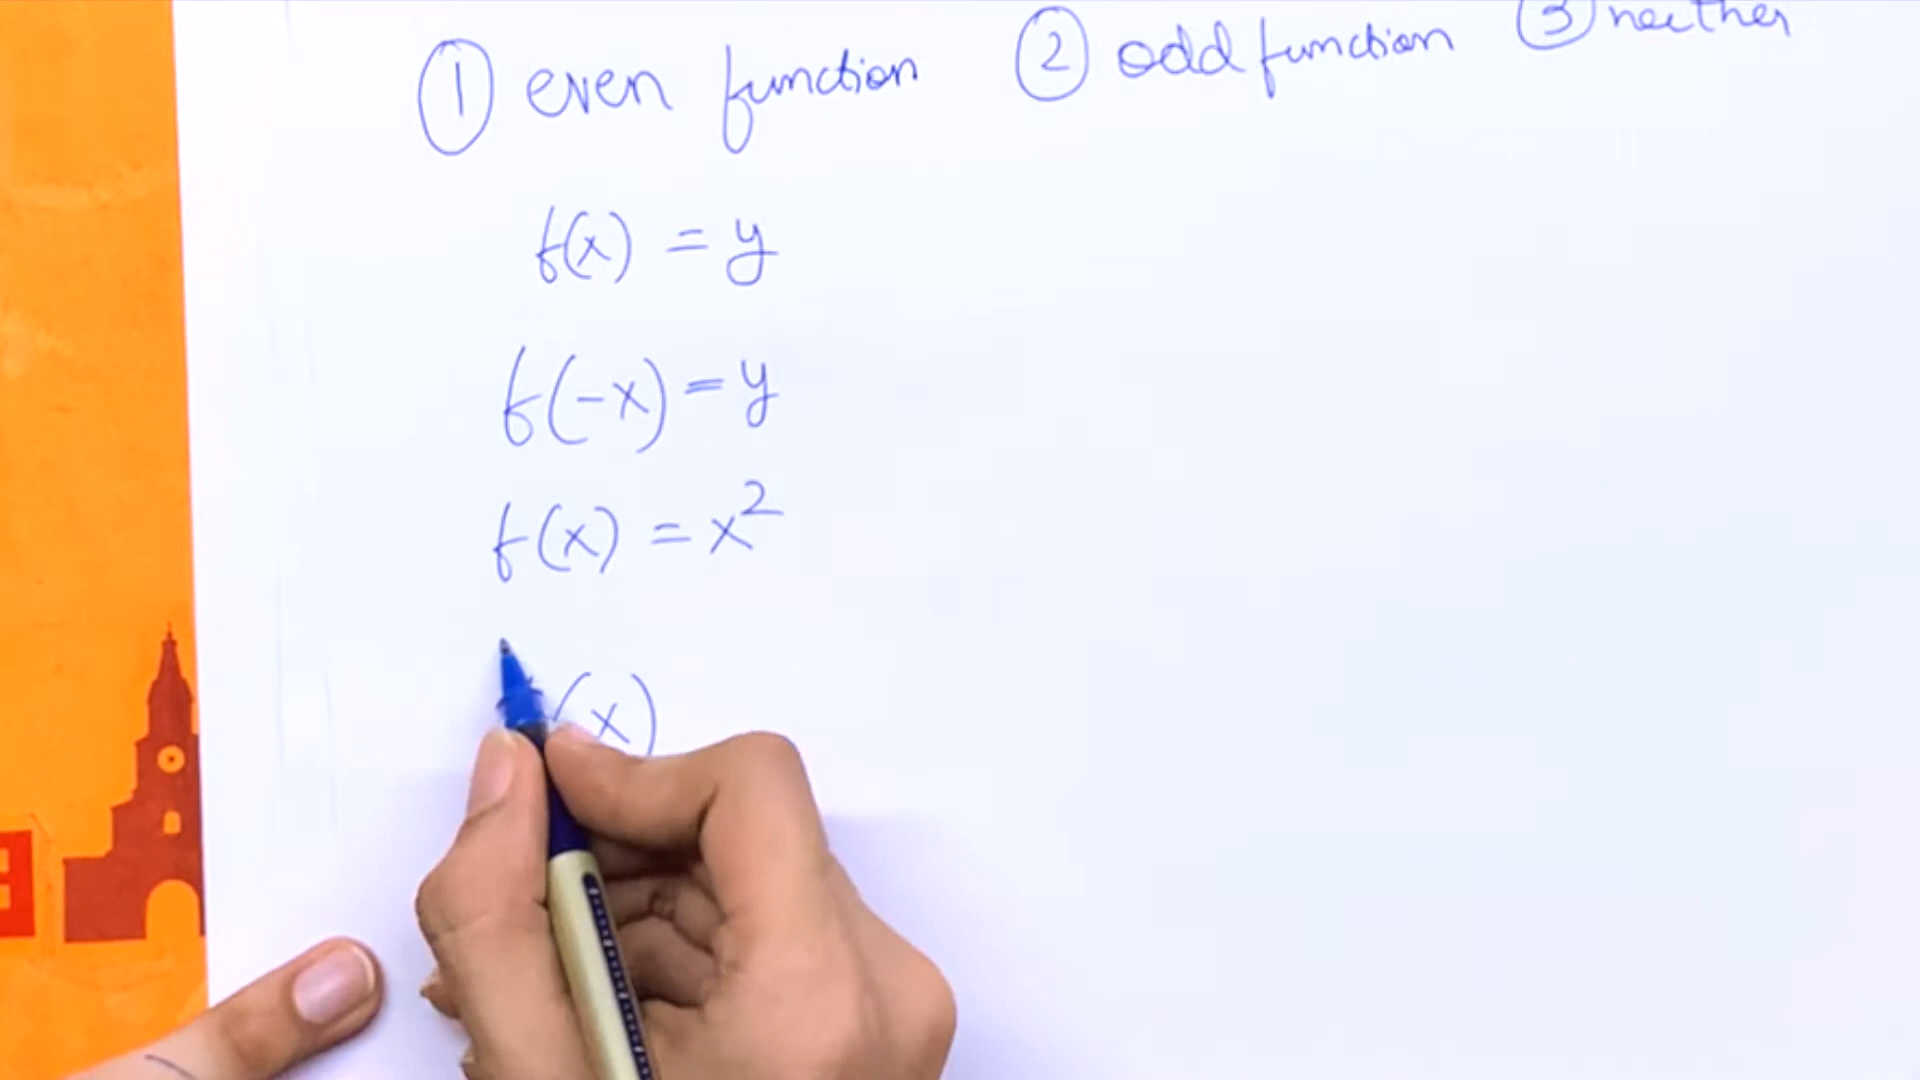 ① even function ② odd function ③ neither
f(x) = y
f(-x) = y
f(x) = x²
(x)